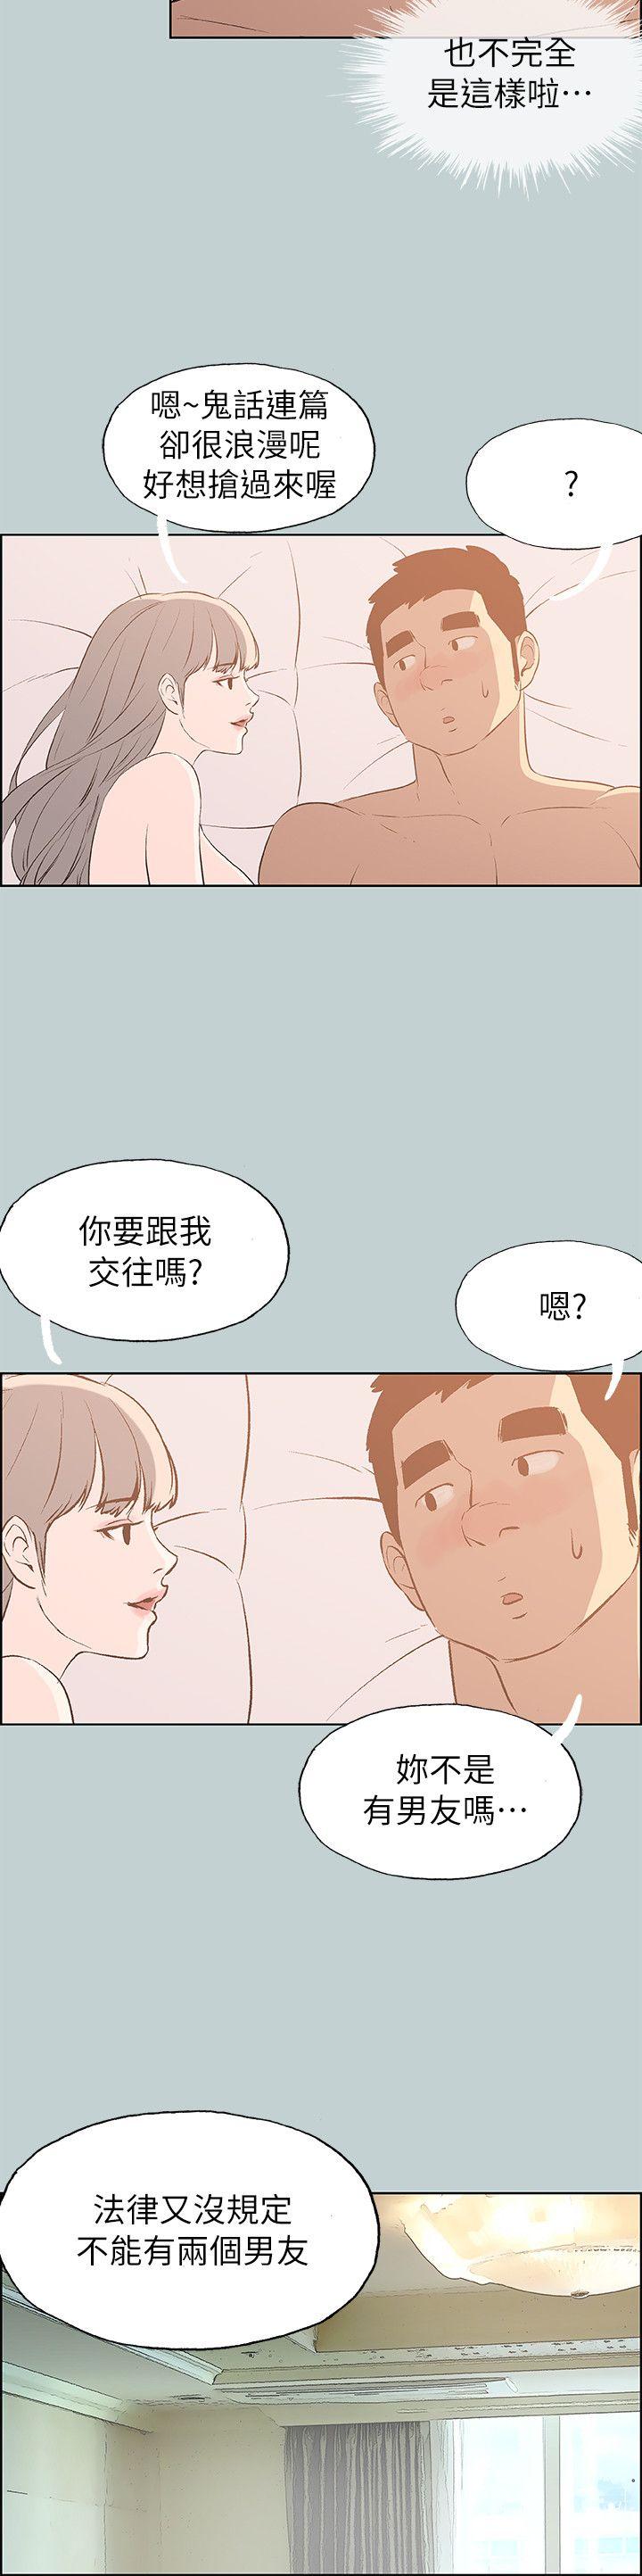 也不完全
是這樣啦⋯
嗯~鬼話連篇
卻很浪漫呢
好想搶過來喔
?
你要跟我
交往嗎?
嗯?
妳不是
有男友嗎⋯
法律又沒規定
不能有兩個男友